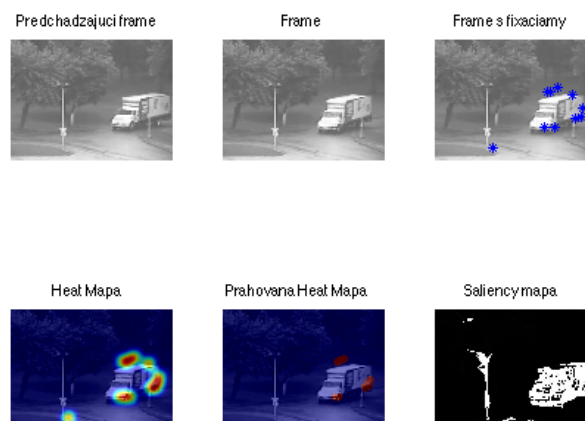 Predchadzajuci frame
Frame
Frame s fixaciamy
Heat Mapa
Prahovana Heat Mapa
Saliency mapa